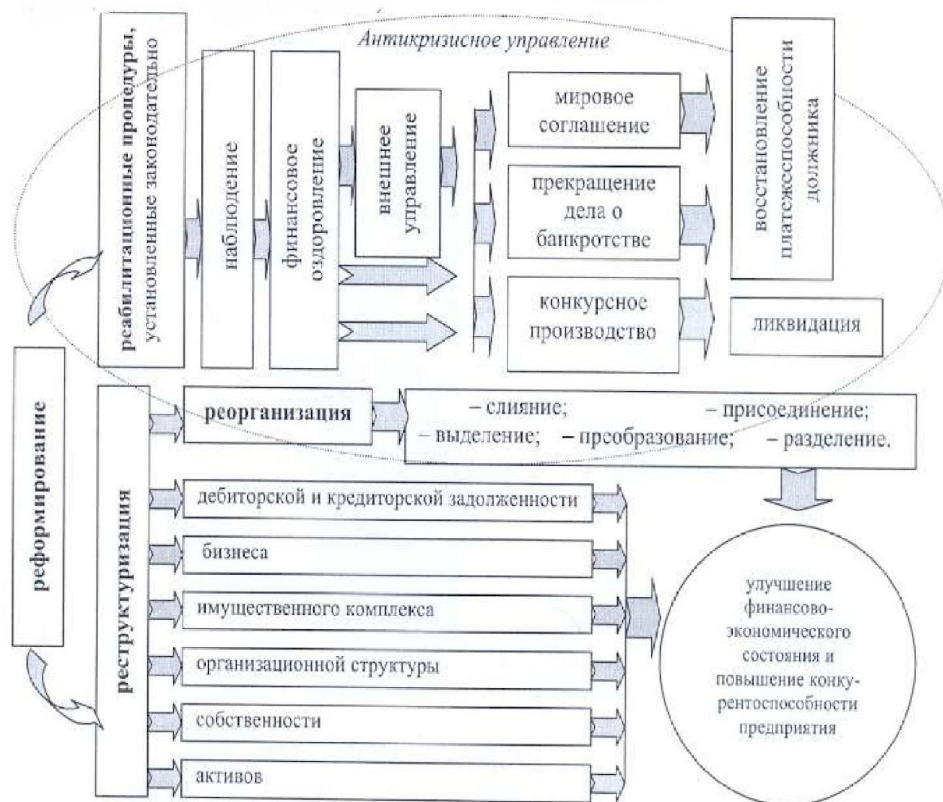 Антикризисное управление
реабилитационные процедуры,
установленные законодательно
наблюдение
финансовое
оздоровление
внешнее
управление
мировое
соглашение
прекращение
дела о
банкротстве
конкурсное
производство
восстановление
платежеспособности
должника
ликвидация
реформирование
реструктуризация
реорганизация
– слияние; – присоединение;
– выделение; – преобразование; – разделение.
дебиторской и кредиторской задолженности
бизнеса
имущественного комплекса
организационной структуры
собственности
активов
улучшение
финансово-
экономического
состояния и
повышение конку-
рентоспособности
предприятия